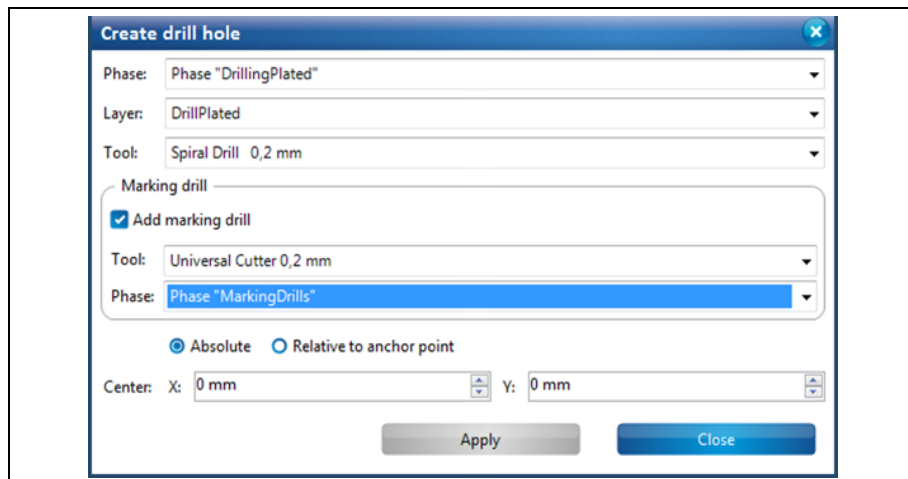 Create drill hole
Phase: Phase "DrillingPlated"
Layer: DrillPlated
Tool: Spiral Drill 0,2 mm
Marking drill
Add marking drill
Tool: Universal Cutter 0,2 mm
Phase: Phase "MarkingDrills"
Absolute Relative to anchor point
Center: X: 0 mm Y: 0 mm
Apply Close